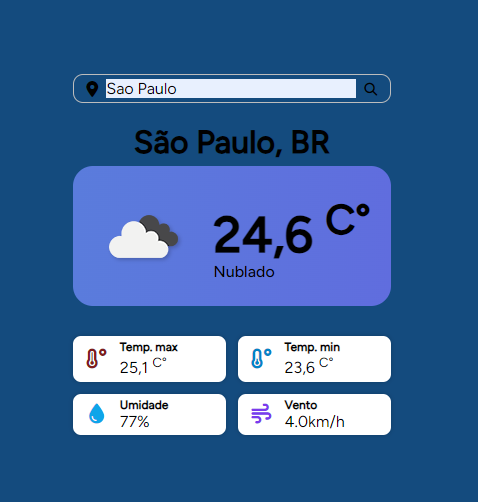 Sao Paulo
São Paulo, BR
24,6 C°
Nublado
Temp. max
25,1 C°
Temp. min
23,6 C°
Umidade
77%
Vento
4.0km/h